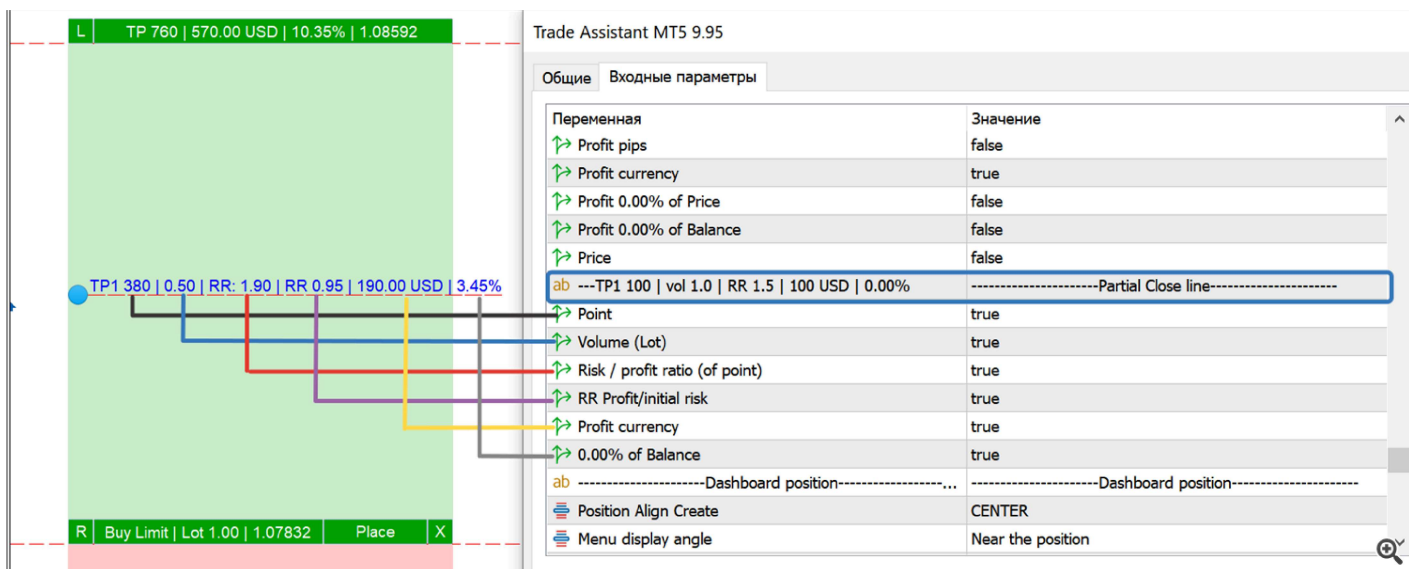 L TP 760 | 570.00 USD | 10.35% | 1.08592
TP1 380 | 0.50 | RR: 1.90 | RR 0.95 | 190.00 USD | 3.45%
R Buy Limit | Lot 1.00 | 1.07832 Place X
Trade Assistant MT5 9.95
Общие Входные параметры
Переменная Значение
Profit pips false
Profit currency true
Profit 0.00% of Price false
Profit 0.00% of Balance false
Price false
ab ---TP1 100 | vol 1.0 | RR 1.5 | 100 USD | 0.00% ----------------------Partial Close line----------------------
Point true
Volume (Lot) true
Risk / profit ratio (of point) true
RR Profit/initial risk true
Profit currency true
0.00% of Balance true
ab ----------------------Dashboard position------------------... ----------------------Dashboard position----------------------
Position Align Create CENTER
Menu display angle Near the position